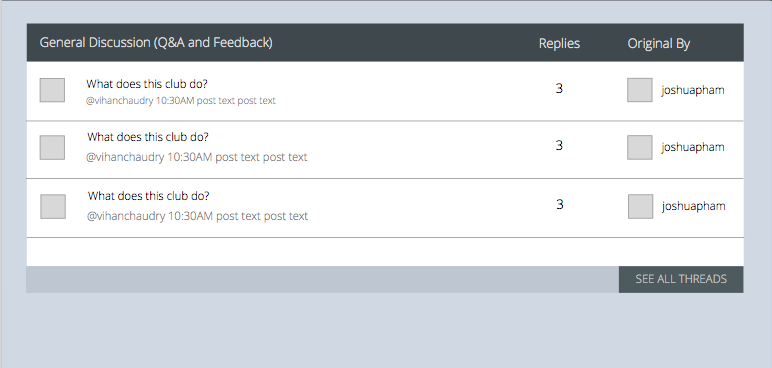 General Discussion (Q&A and Feedback) Replies Original By
What does this club do? 3 joshuapham
@vihanchaudry 10:30AM post text post text
What does this club do? 3 joshuapham
@vihanchaudry 10:30AM post text post text
What does this club do? 3 joshuapham
@vihanchaudry 10:30AM post text post text
SEE ALL THREADS